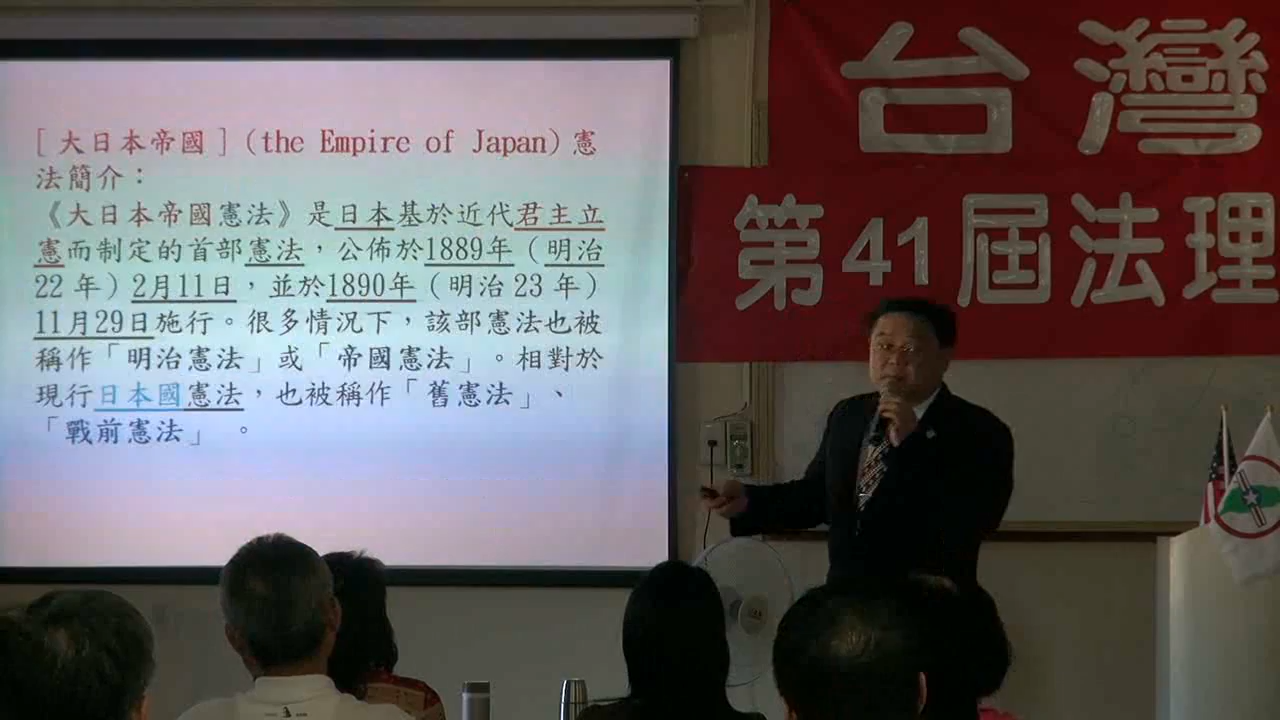 [ 大日本帝國 ] (the Empire of Japan) 憲
法簡介：
《大日本帝國憲法》是日本基於近代君主立
憲而制定的首部憲法，公佈於1889年（明治
22 年）2月11日，並於1890年（明治 23 年）
11月29日施行。很多情況下，該部憲法也被
稱作「明治憲法」或「帝國憲法」。相對於
現行日本國憲法，也被稱作「舊憲法」、
「戰前憲法」 。
台灣
第41屆法理